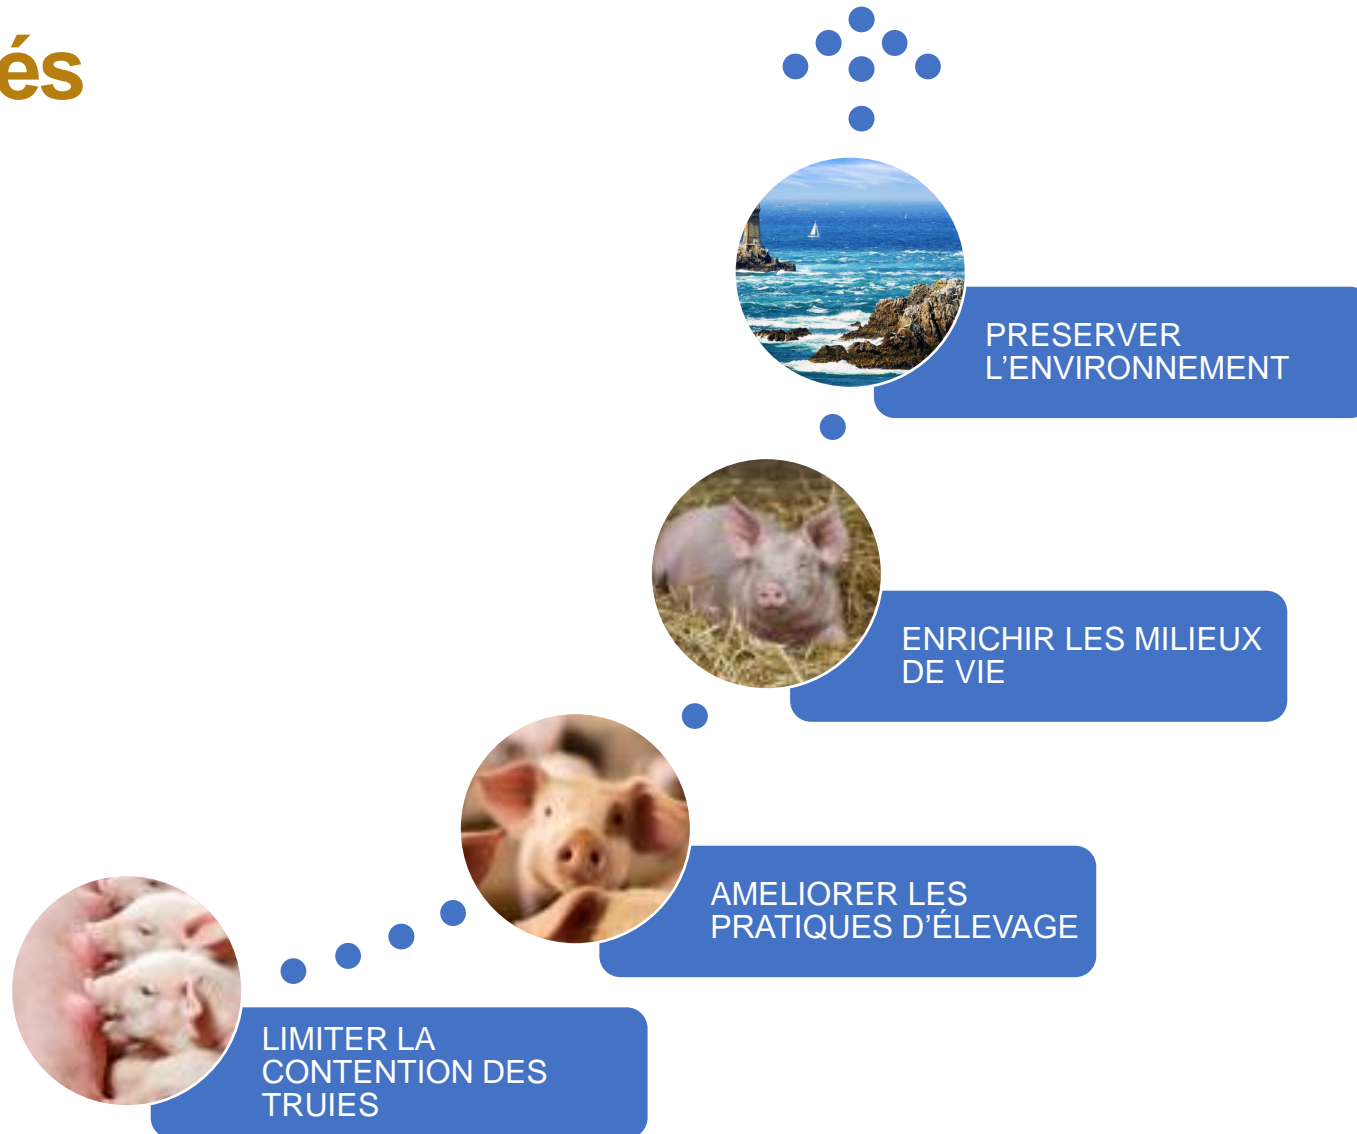 és
PRESERVER
L’ENVIRONNEMENT
ENRICHIR LES MILIEUX
DE VIE
AMELIORER LES
PRATIQUES D’ÉLEVAGE
LIMITER LA
CONTENTION DES
TRUIES